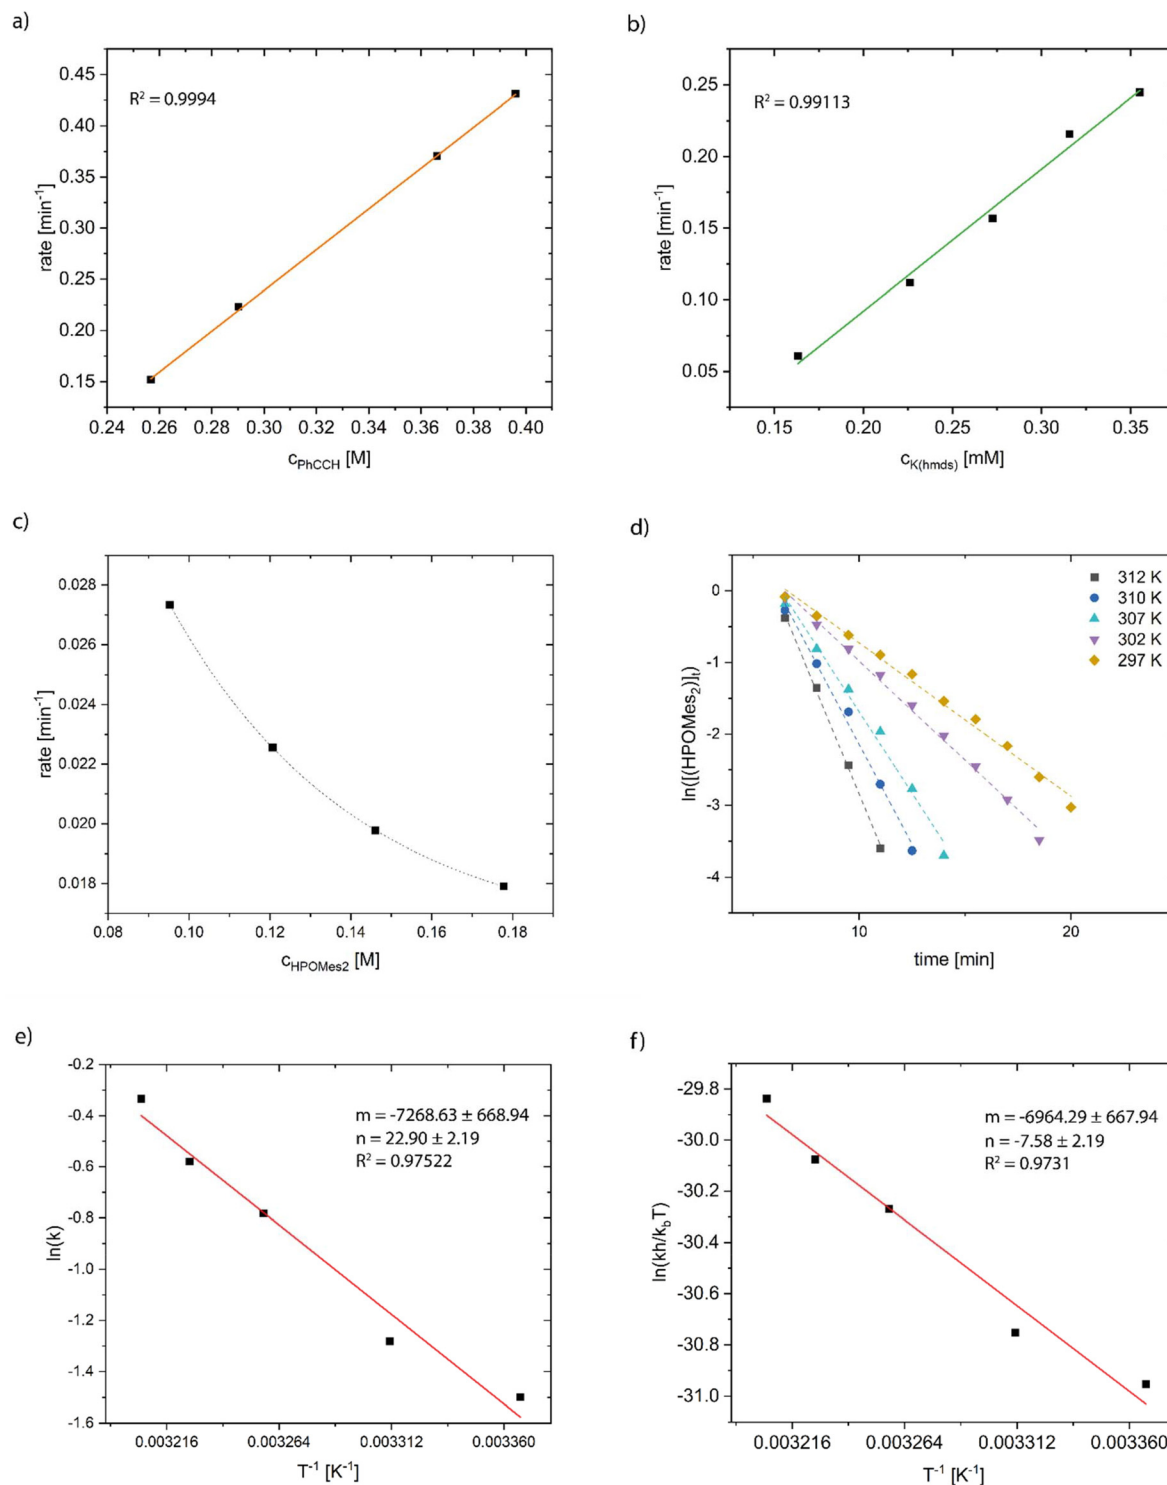 a)
R² = 0.9994
rate [min⁻¹]
0.45
0.40
0.35
0.30
0.25
0.20
0.15
0.24 0.26 0.28 0.30 0.32 0.34 0.36 0.38 0.40
c_PhCCH [M]
b)
R² = 0.99113
rate [min⁻¹]
0.25
0.20
0.15
0.10
0.05
0.15 0.20 0.25 0.30 0.35
c_K(hmds) [mM]
c)
rate [min⁻¹]
0.028
0.026
0.024
0.022
0.020
0.018
0.08 0.10 0.12 0.14 0.16 0.18
c_HPOMes2 [M]
d)
312 K
310 K
307 K
302 K
297 K
ln([(HPOMes₂)]ₜ)
0
-1
-2
-3
-4
10 20
time [min]
e)
m = -7268.63 ± 668.94
n = 22.90 ± 2.19
R² = 0.97522
ln(k)
-0.2
-0.4
-0.6
-0.8
-1.0
-1.2
-1.4
-1.6
0.003216 0.003264 0.003312 0.003360
T⁻¹ [K⁻¹]
f)
m = -6964.29 ± 667.94
n = -7.58 ± 2.19
R² = 0.9731
ln(kh/k_bT)
-29.8
-30.0
-30.2
-30.4
-30.6
-30.8
-31.0
0.003216 0.003264 0.003312 0.003360
T⁻¹ [K⁻¹]